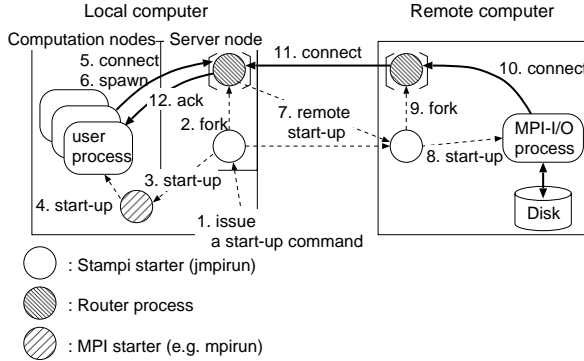 Local computer
Remote computer
Computation nodes
Server node
5. connect
6. spawn
11. connect
10. connect
12. ack
2. fork
7. remote
start-up
9. fork
user
process
MPI-I/O
process
8. start-up
3. start-up
4. start-up
1. issue
a start-up command
Disk
: Stampi starter (jmpirun)
: Router process
: MPI starter (e.g. mpirun)